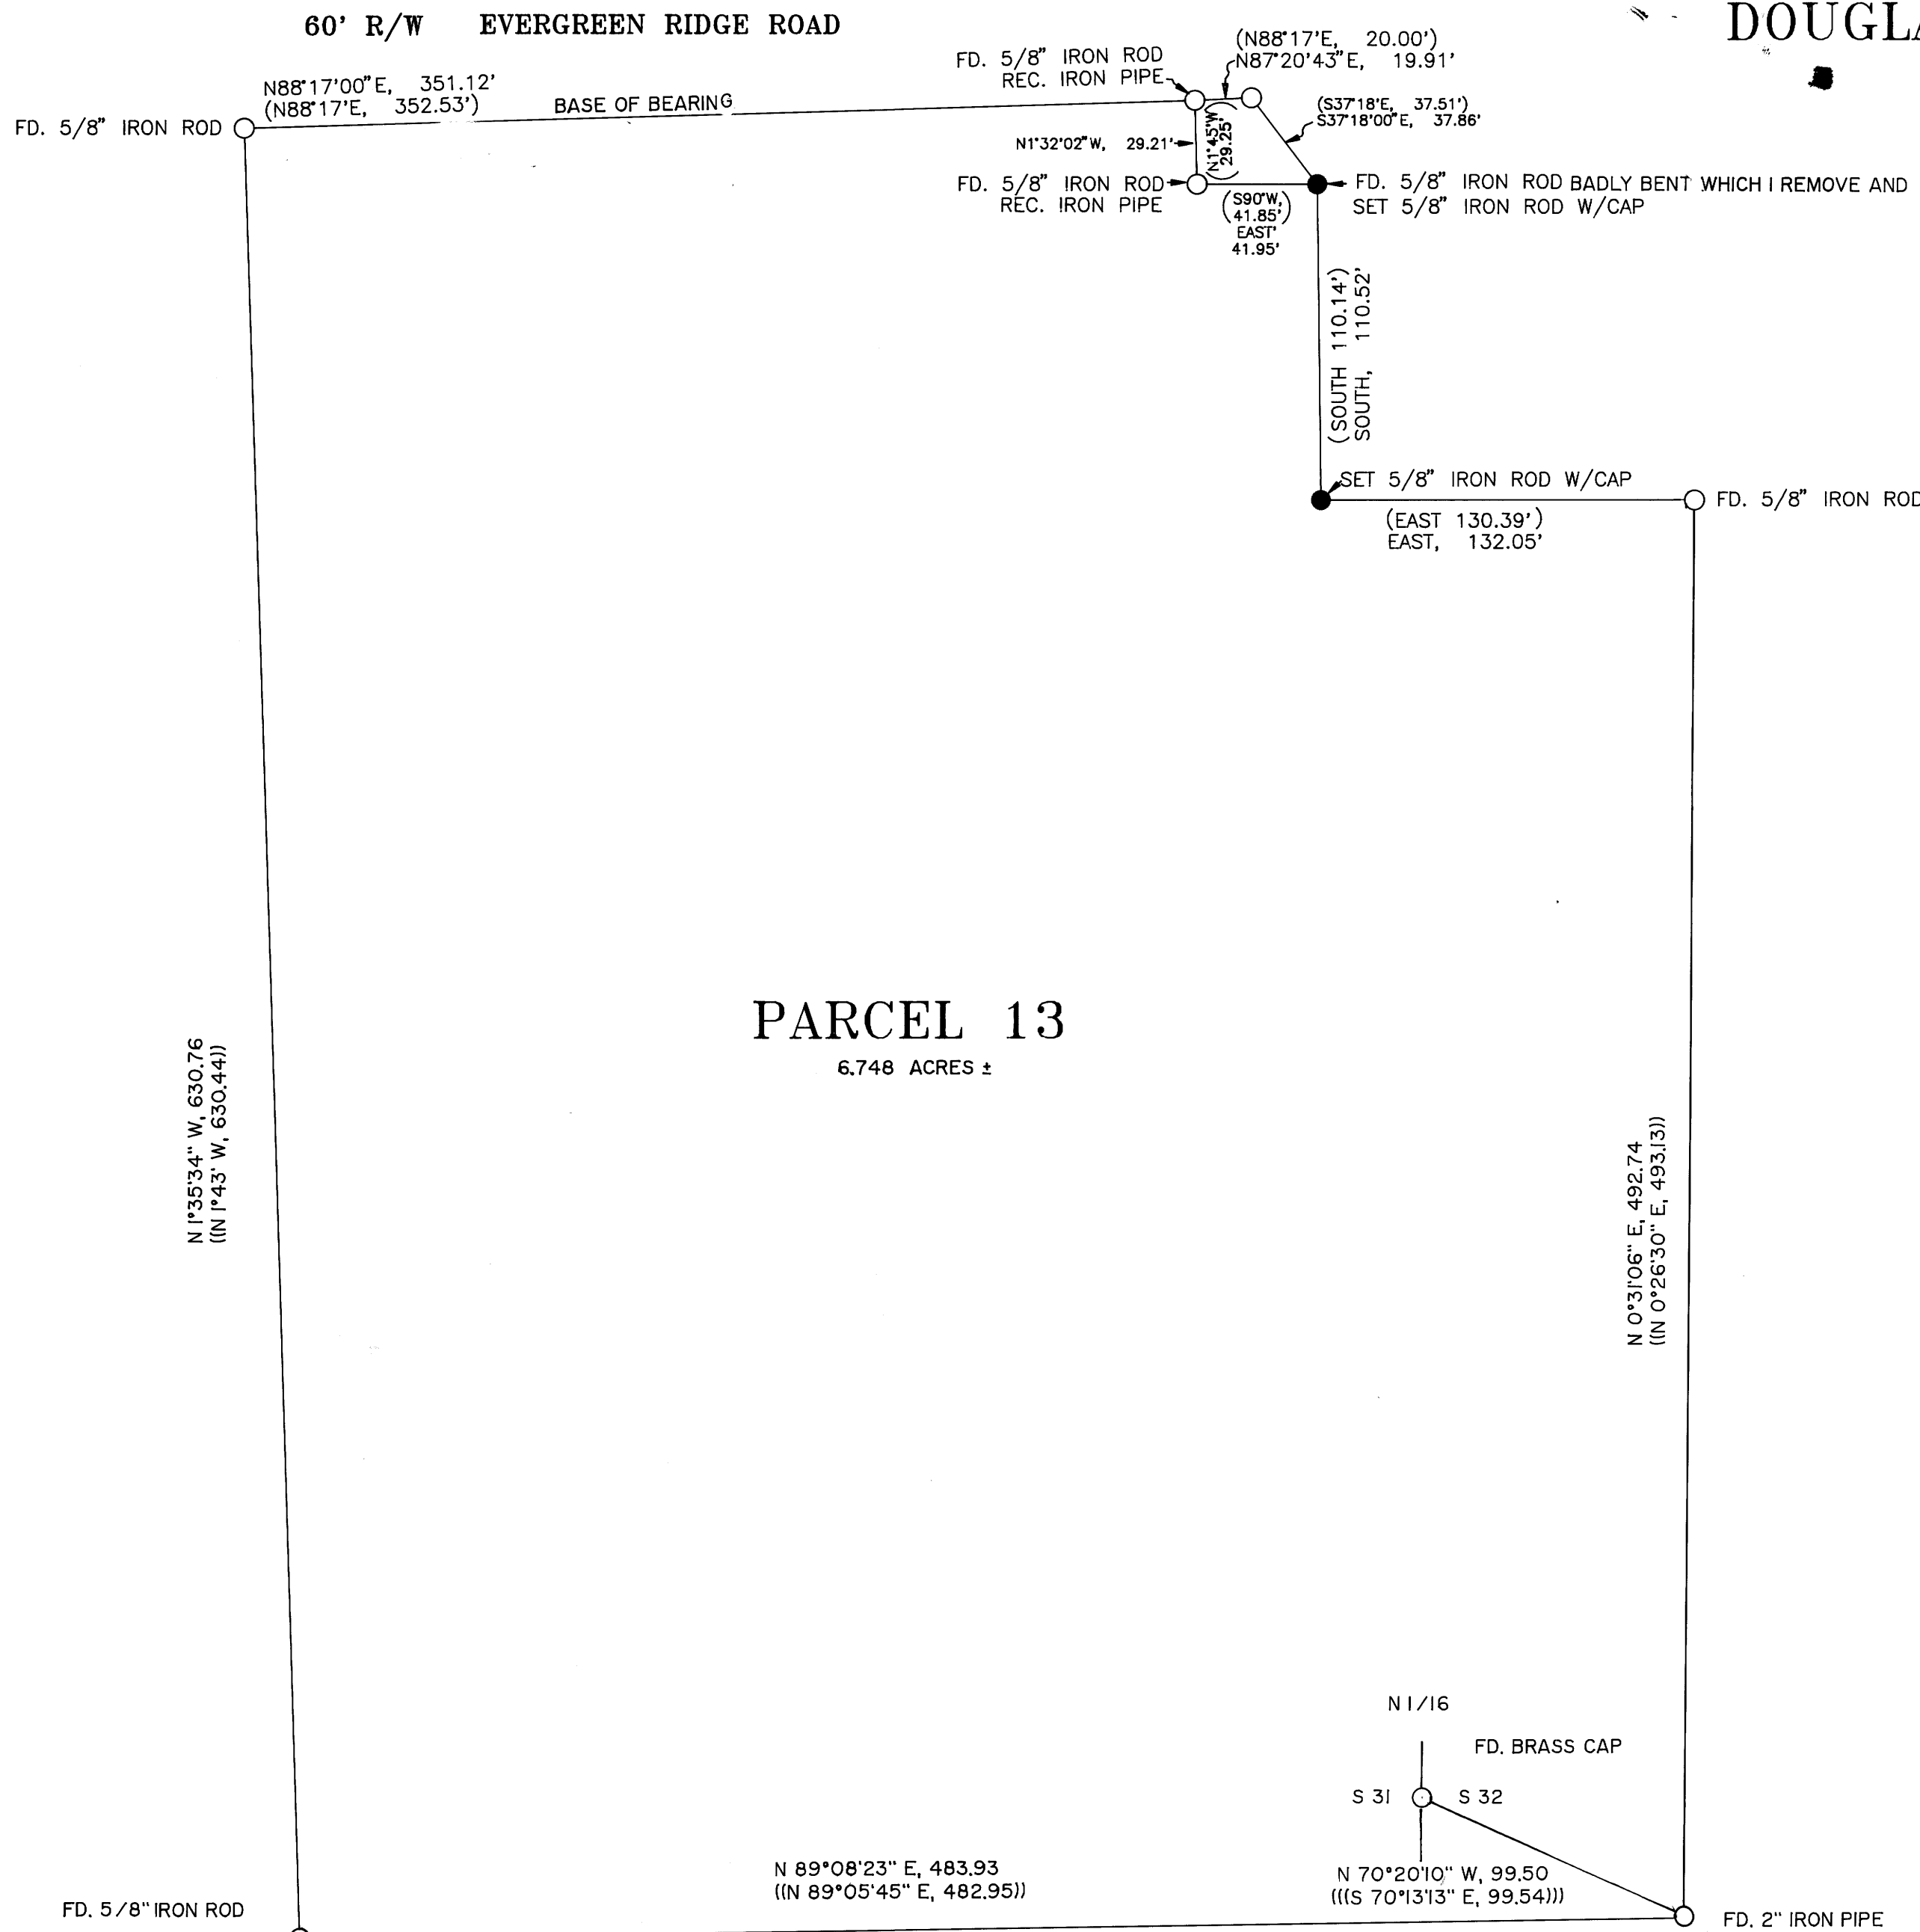 60' R/W EVERGREEN RIDGE ROAD
N88°17'00"E, 351.12'
(N88°17'E, 352.53')
BASE OF BEARING
FD. 5/8" IRON ROD
FD. 5/8" IRON ROD
REC. IRON PIPE
(N88°17'E, 20.00')
N87°20'43"E, 19.91'
(S37°18'E, 37.51')
S37°18'00"E, 37.86'
N1°32'02"W, 29.21'
(N1°45'W
29.25')
FD. 5/8" IRON ROD
REC. IRON PIPE
(S90°W,
41.85')
EAST'
41.95'
FD. 5/8" IRON ROD BADLY BENT WHICH I REMOVE AND
SET 5/8" IRON ROD W/CAP
(SOUTH 110.14')
SOUTH, 110.52'
SET 5/8" IRON ROD W/CAP
(EAST 130.39')
EAST, 132.05'
FD. 5/8" IRON ROD
PARCEL 13
6.748 ACRES ±
N 1°35'34" W, 630.76
((N 1°43' W, 630.44))
N 0°31'06" E, 492.74
((N 0°26'30" E, 493.13))
N 1/16
FD. BRASS CAP
S 31 S 32
N 89°08'23" E, 483.93
((N 89°05'45" E, 482.95))
N 70°20'10" W, 99.50
(((S 70°13'13" E, 99.54)))
FD. 5/8" IRON ROD
FD. 2" IRON PIPE